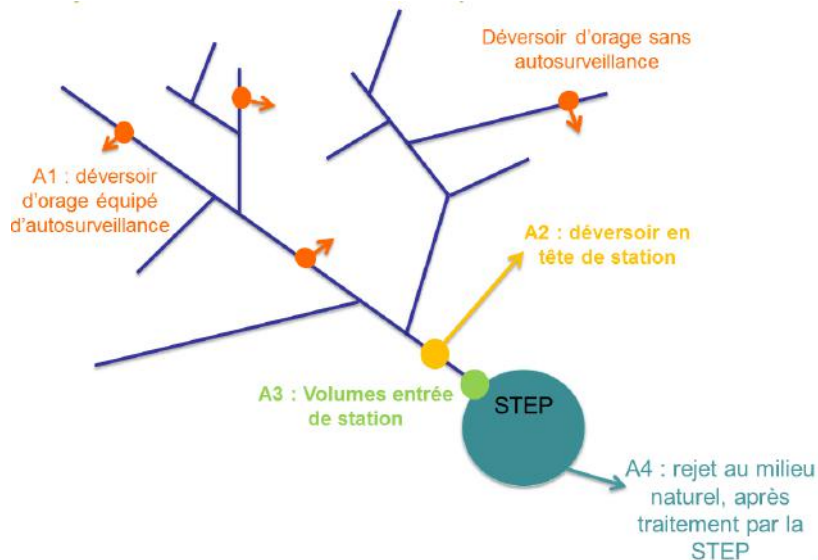 Déversoir d'orage sans
autosurveillance
A1 : déversoir
d'orage équipé
d'autosurveillance
A2 : déversoir en
tête de station
A3 : Volumes entrée
de station
STEP
A4 : rejet au milieu
naturel, après
traitement par la
STEP